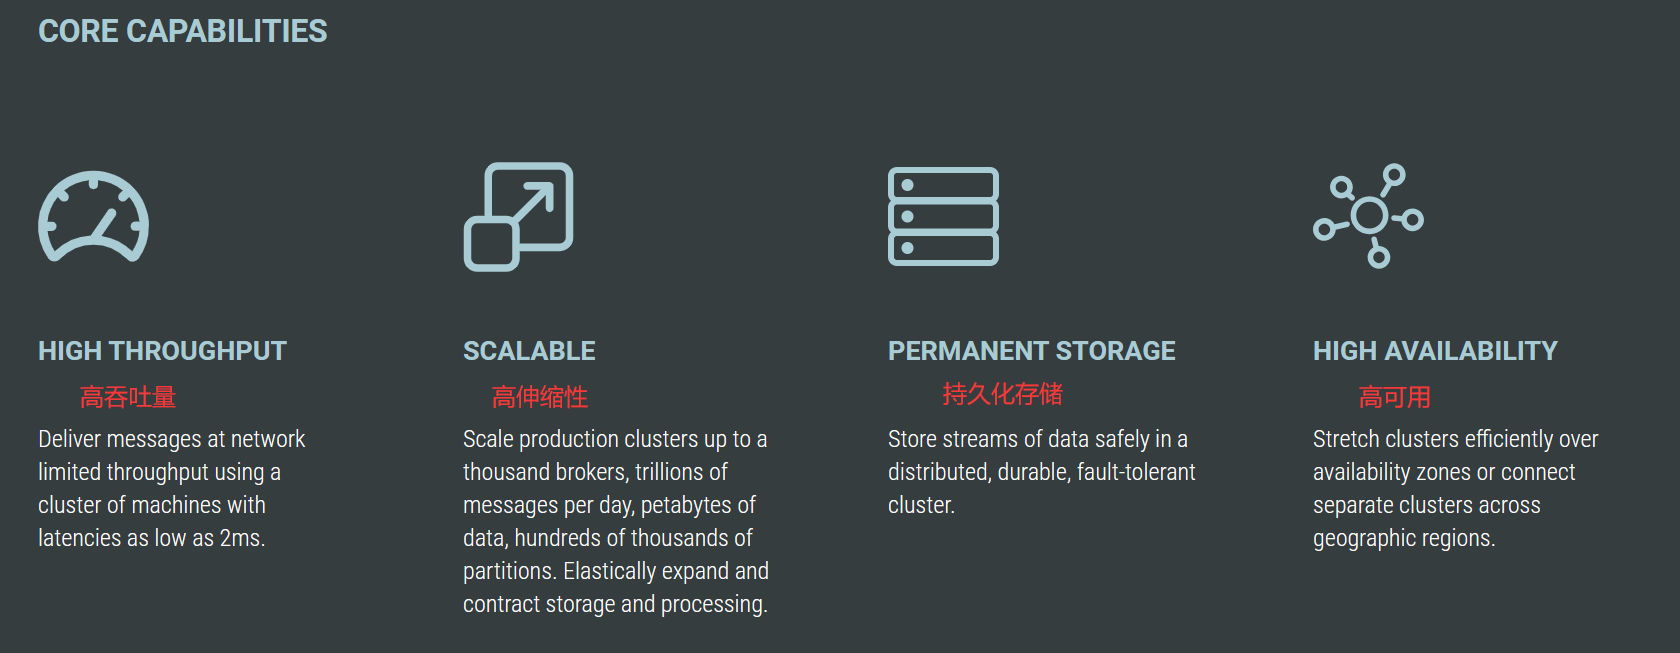 CORE CAPABILITIES
HIGH THROUGHPUT
高吞吐量
Deliver messages at network
limited throughput using a
cluster of machines with
latencies as low as 2ms.
SCALABLE
高伸缩性
Scale production clusters up to a
thousand brokers, trillions of
messages per day, petabytes of
data, hundreds of thousands of
partitions. Elastically expand and
contract storage and processing.
PERMANENT STORAGE
持久化存储
Store streams of data safely in a
distributed, durable, fault-tolerant
cluster.
HIGH AVAILABILITY
高可用
Stretch clusters efficiently over
availability zones or connect
separate clusters across
geographic regions.